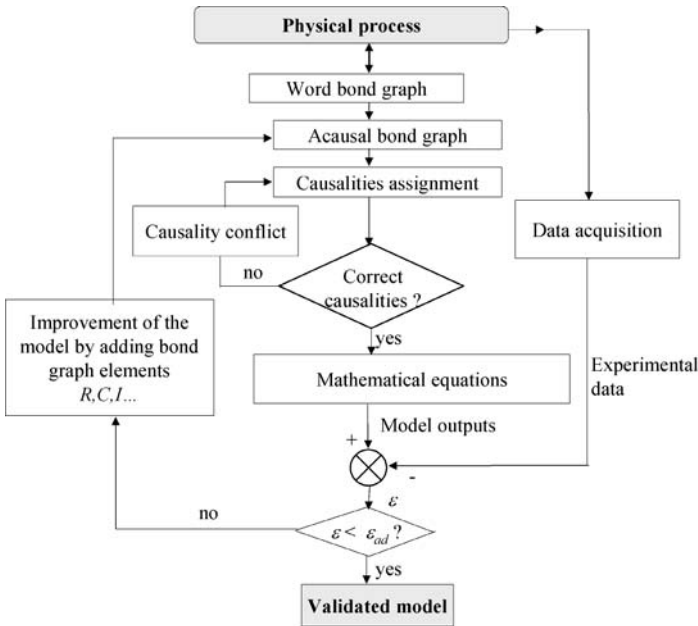 Physical process
Word bond graph
Acausal bond graph
Causalities assignment
Causality conflict
Data acquisition
no
Correct
causalities ?
Improvement of the
model by adding bond
graph elements
R,C,I...
yes
Experimental
data
Mathematical equations
Model outputs
+
-
ε
no
ε < ε_ad ?
yes
Validated model